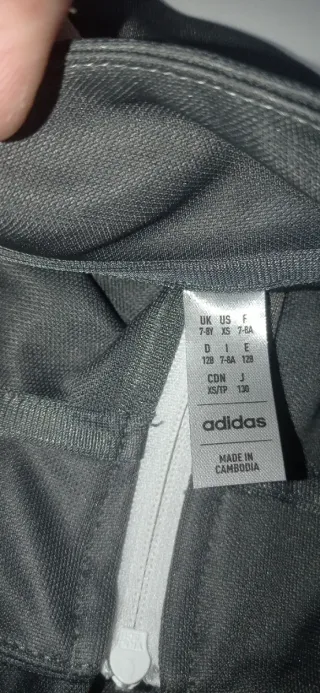 UK US F
7-8Y XS 7-8A
D I E
128 7-8A 128
CDN J
XS/TP 130
adidas
MADE IN
CAMBODIA